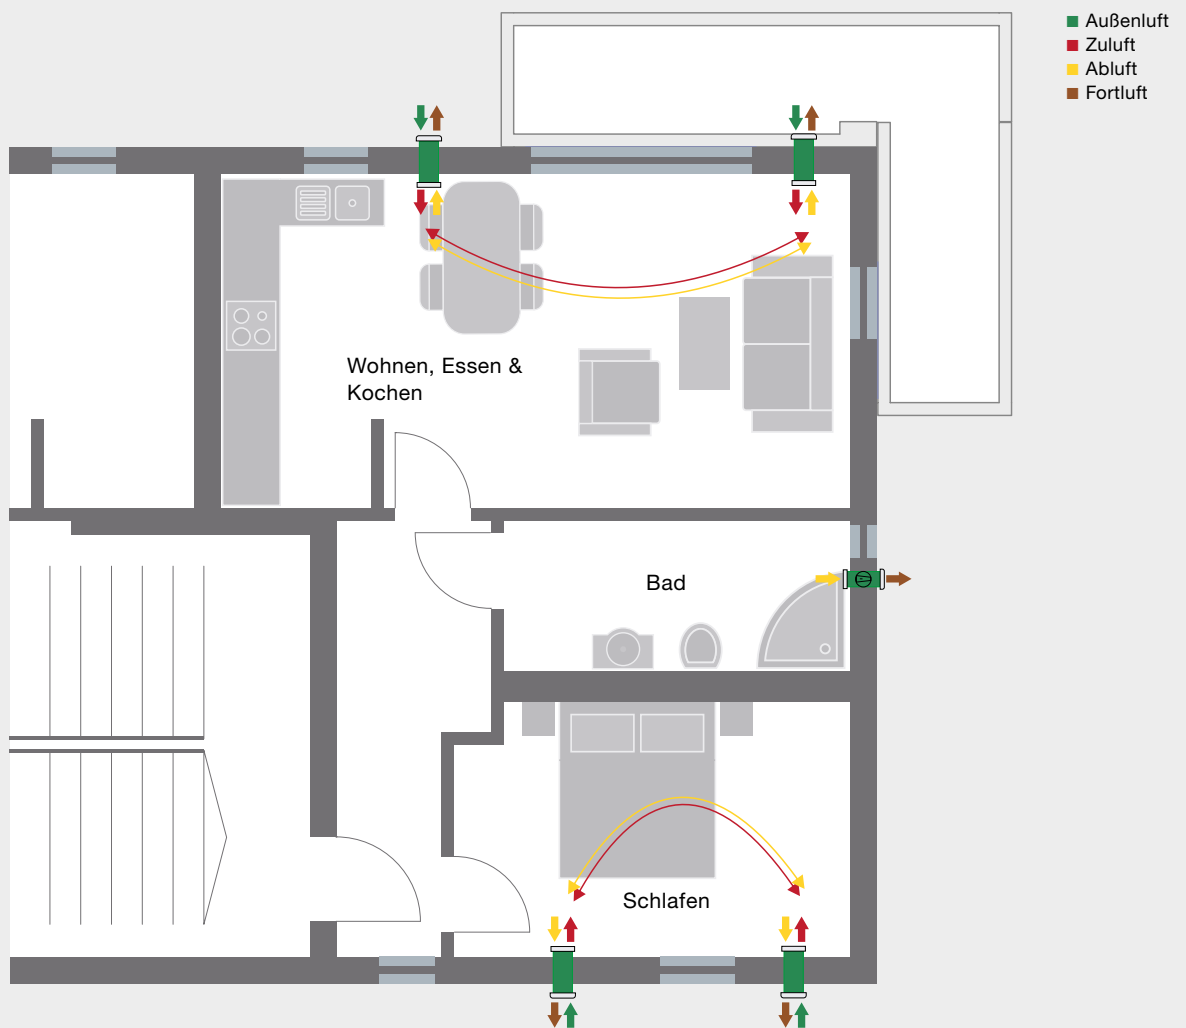 Außenluft
Zuluft
Abluft
Fortluft
Wohnen, Essen &
Kochen
Bad
Schlafen